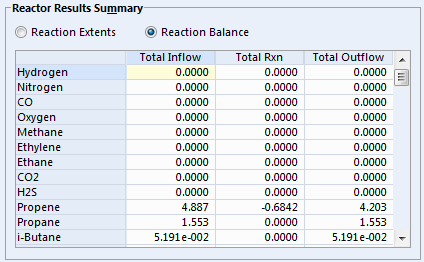 Reactor Results Summary
Reaction Extents Reaction Balance
Total Inflow Total Rxn Total Outflow
Hydrogen 0.0000 0.0000 0.0000
Nitrogen 0.0000 0.0000 0.0000
CO 0.0000 0.0000 0.0000
Oxygen 0.0000 0.0000 0.0000
Methane 0.0000 0.0000 0.0000
Ethylene 0.0000 0.0000 0.0000
Ethane 0.0000 0.0000 0.0000
CO2 0.0000 0.0000 0.0000
H2S 0.0000 0.0000 0.0000
Propene 4.887 -0.6842 4.203
Propane 1.553 0.0000 1.553
i-Butane 5.191e-002 0.0000 5.191e-002